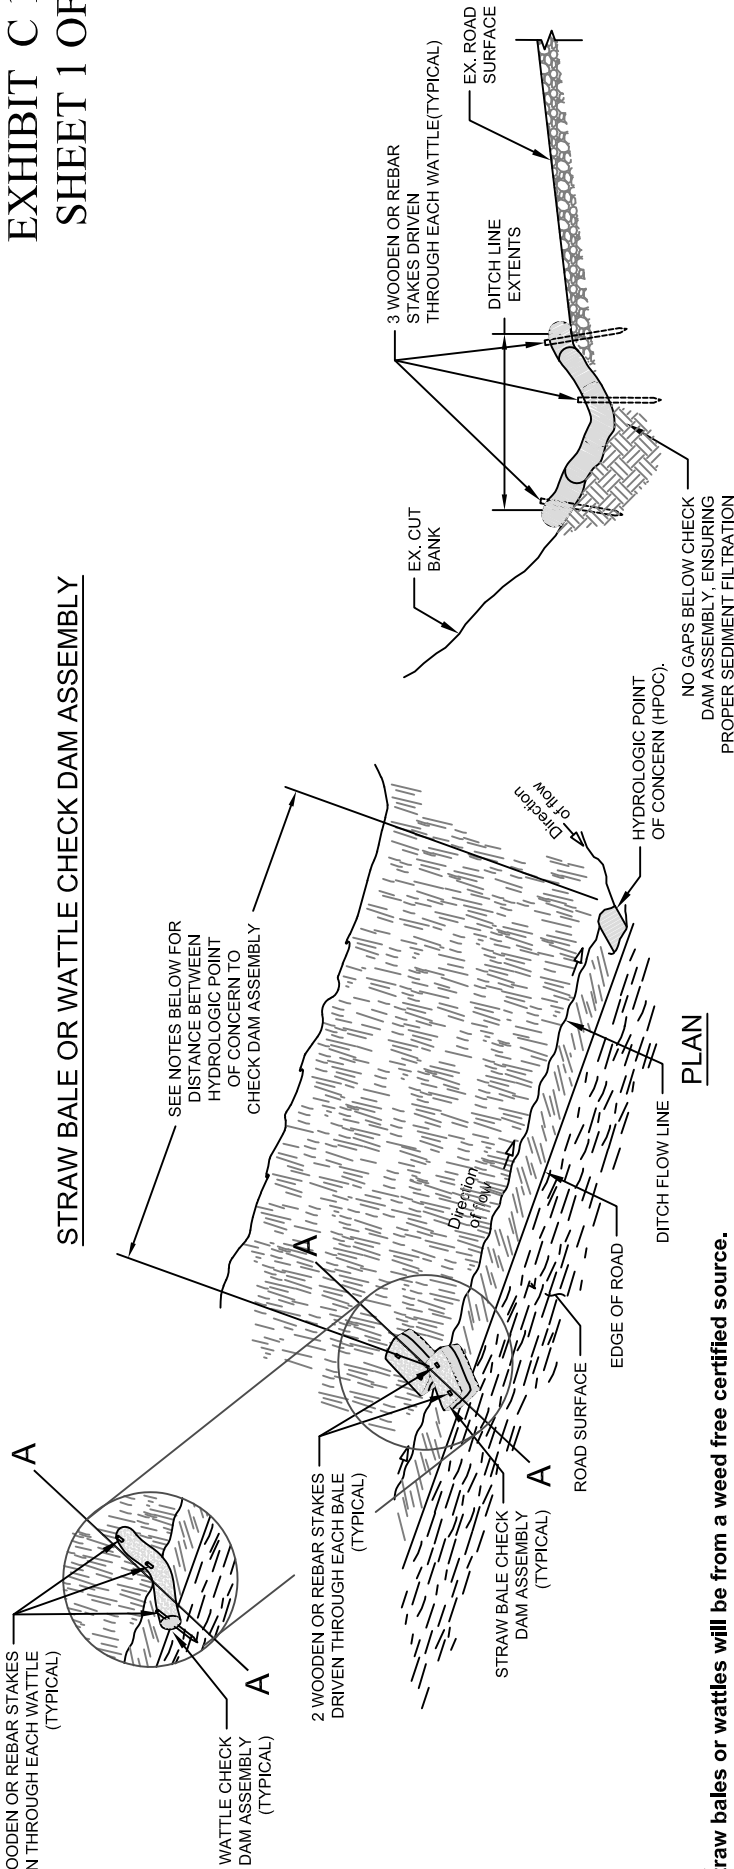 EXHIBIT C
SHEET 1 OF
STRAW BALE OR WATTLE CHECK DAM ASSEMBLY
OODEN OR REBAR STAKES
N THROUGH EACH WATTLE
(TYPICAL)
A
A
WATTLE CHECK
DAM ASSEMBLY
(TYPICAL)
SEE NOTES BELOW FOR
DISTANCE BETWEEN
HYDROLOGIC POINT
OF CONCERN TO
CHECK DAM ASSEMBLY
2 WOODEN OR REBAR STAKES
DRIVEN THROUGH EACH BALE
(TYPICAL)
A
A
Direction
of flow
Direction
of flow
STRAW BALE CHECK
DAM ASSEMBLY
(TYPICAL)
ROAD SURFACE
EDGE OF ROAD
DITCH FLOW LINE
HYDROLOGIC POINT
OF CONCERN (HPOC).
PLAN
3 WOODEN OR REBAR
STAKES DRIVEN
THROUGH EACH WATTLE(TYPICAL)
EX. ROAD
SURFACE
DITCH LINE
EXTENTS
EX. CUT
BANK
NO GAPS BELOW CHECK
DAM ASSEMBLY, ENSURING
PROPER SEDIMENT FILTRATION
raw bales or wattles will be from a weed free certified source.